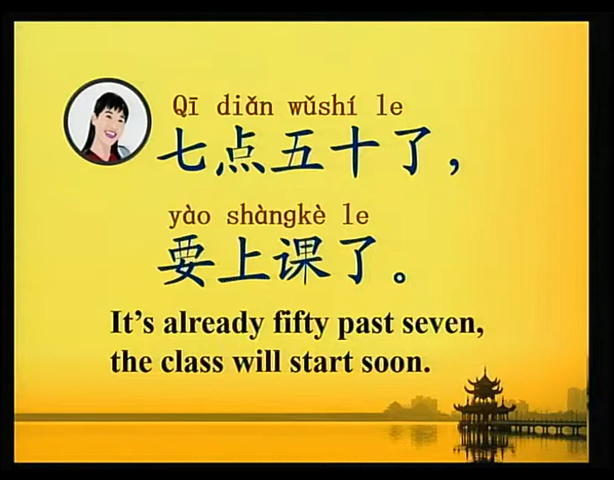 Qī diǎn wǔshí le
七点五十了，
yào shàngkè le
要上课了。
It's already fifty past seven,
the class will start soon.